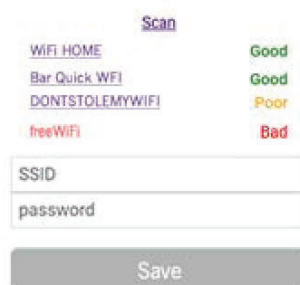 Scan
WiFi HOME Good
Bar Quick WFI Good
DONTSTOLEMYWIFI Poor
freeWiFi Bad
SSID
password
Save